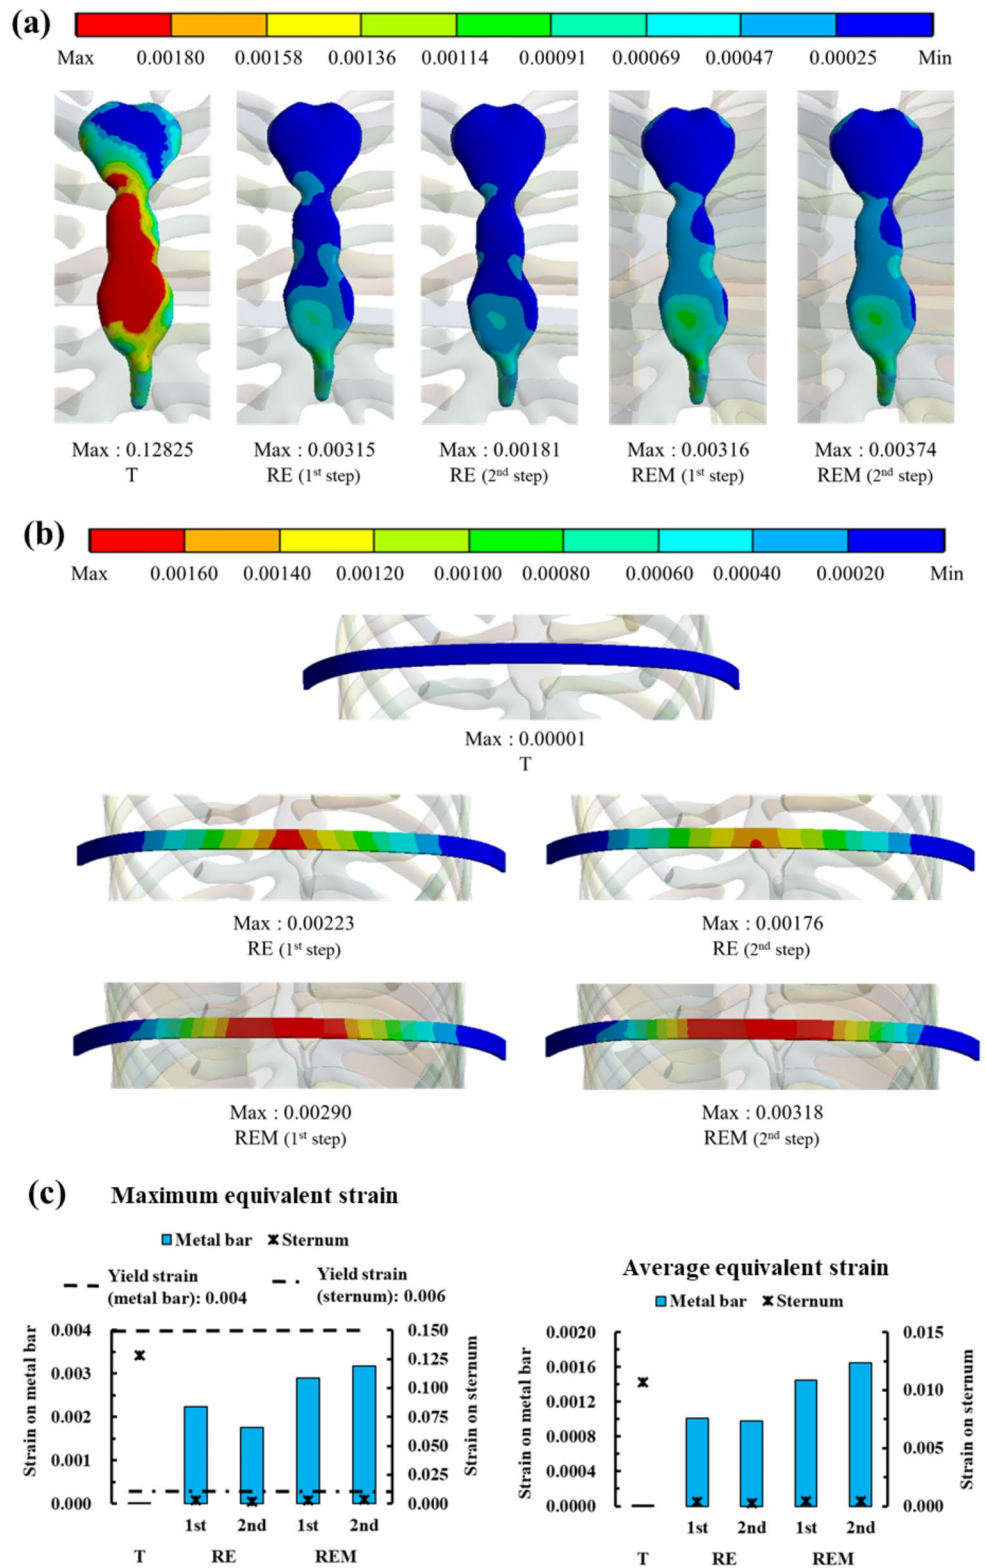 (a)
Max 0.00180 0.00158 0.00136 0.00114 0.00091 0.00069 0.00047 0.00025 Min
Max : 0.12825 Max : 0.00315 Max : 0.00181 Max : 0.00316 Max : 0.00374
T RE (1st step) RE (2nd step) REM (1st step) REM (2nd step)
(b)
Max 0.00160 0.00140 0.00120 0.00100 0.00080 0.00060 0.00040 0.00020 Min
Max : 0.00001
T
Max : 0.00223 Max : 0.00176
RE (1st step) RE (2nd step)
Max : 0.00290 Max : 0.00318
REM (1st step) REM (2nd step)
(c) Maximum equivalent strain
Metal bar Sternum
Yield strain (metal bar): 0.004
Yield strain (sternum): 0.006
Strain on metal bar
0.004
0.003
0.002
0.001
0.000
0.150
0.125
0.100
0.075
0.050
0.025
0.000
Strain on sternum
1st 2nd 1st 2nd
T RE REM
Average equivalent strain
Metal bar Sternum
Strain on metal bar
0.0020
0.0016
0.0012
0.0008
0.0004
0.0000
0.015
0.010
0.005
0.000
Strain on sternum
1st 2nd 1st 2nd
T RE REM